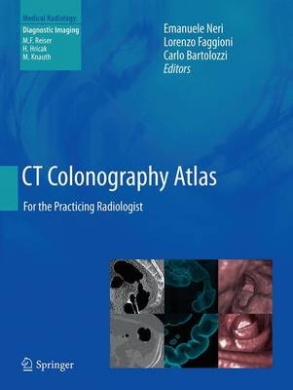 Medical Radiology
Diagnostic Imaging
M.F. Reiser
H. Hricak
M. Knauth
Emanuele Neri
Lorenzo Faggioni
Carlo Bartolozzi
Editors
CT Colonography Atlas
For the Practicing Radiologist
Springer